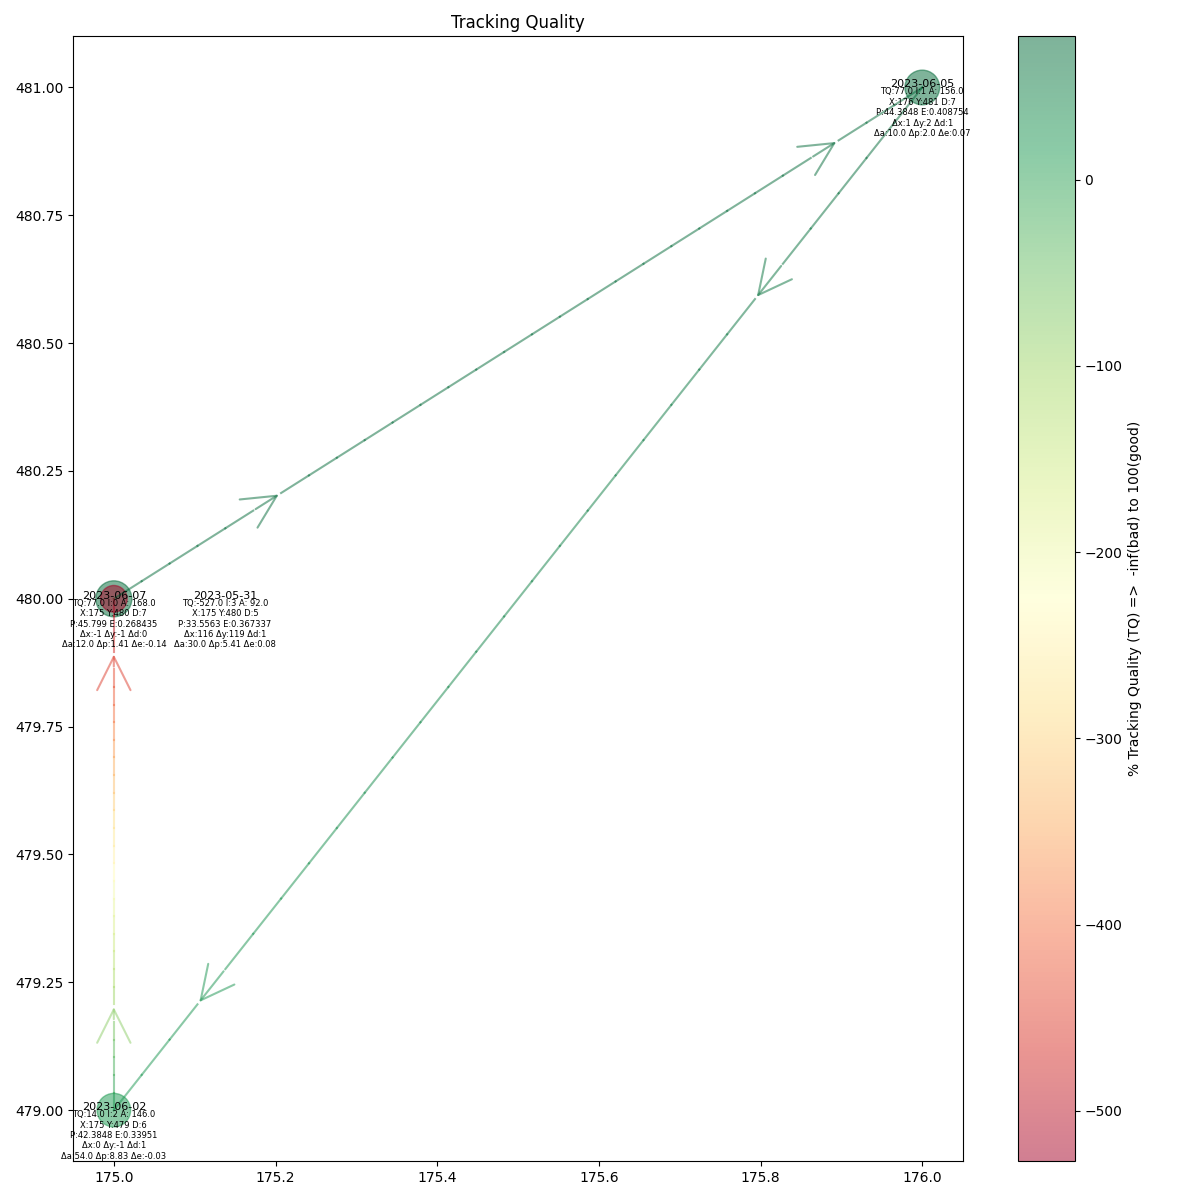 Tracking Quality
481.00
480.75
480.50
480.25
480.00
479.75
479.50
479.25
479.00
175.0
175.2
175.4
175.6
175.8
176.0
2023-06-05
TQ:77.0 I:1 A: 156.0
X:176 Y:481 D:7
P:44.3848 E:0.408754
Δx:1 Δy:2 Δd:1
Δa:10.0 Δp:2.0 Δe:0.07
2023-06-07
TQ:77.0 I:0 A: 168.0
X:175 Y:480 D:7
P:45.799 E:0.268435
Δx:-1 Δy:-1 Δd:0
Δa:12.0 Δp:1.41 Δe:-0.14
2023-05-31
TQ:-527.0 I:3 A: 92.0
X:175 Y:480 D:5
P:33.5563 E:0.367337
Δx:116 Δy:119 Δd:1
Δa:30.0 Δp:5.41 Δe:0.08
2023-06-02
TQ:14.0 I:2 A: 146.0
X:175 Y:479 D:6
P:42.3848 E:0.33951
Δx:0 Δy:-1 Δd:1
Δa:54.0 Δp:8.83 Δe:-0.03
0
−100
−200
−300
−400
−500
% Tracking Quality (TQ) => -inf(bad) to 100(good)